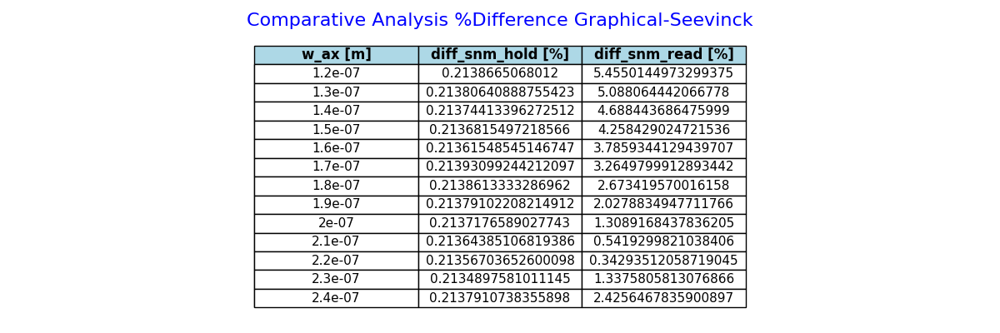 Comparative Analysis %Difference Graphical-Seevinck
w_ax [m] diff_snm_hold [%] diff_snm_read [%]
1.2e-07 0.2138665068012 5.4550144973299375
1.3e-07 0.21380640888755423 5.088064442066778
1.4e-07 0.21374413396272512 4.688443686475999
1.5e-07 0.2136815497218566 4.258429024721536
1.6e-07 0.21361548545146747 3.7859344129439707
1.7e-07 0.21393099244212097 3.2649799912893442
1.8e-07 0.2138613333286962 2.673419570016158
1.9e-07 0.21379102208214912 2.0278834947711766
2e-07 0.2137176589027743 1.3089168437836205
2.1e-07 0.21364385106819386 0.5419299821038406
2.2e-07 0.21356703652600098 0.34293512058719045
2.3e-07 0.2134897581011145 1.3375805813076866
2.4e-07 0.2137910738355898 2.4256467835900897